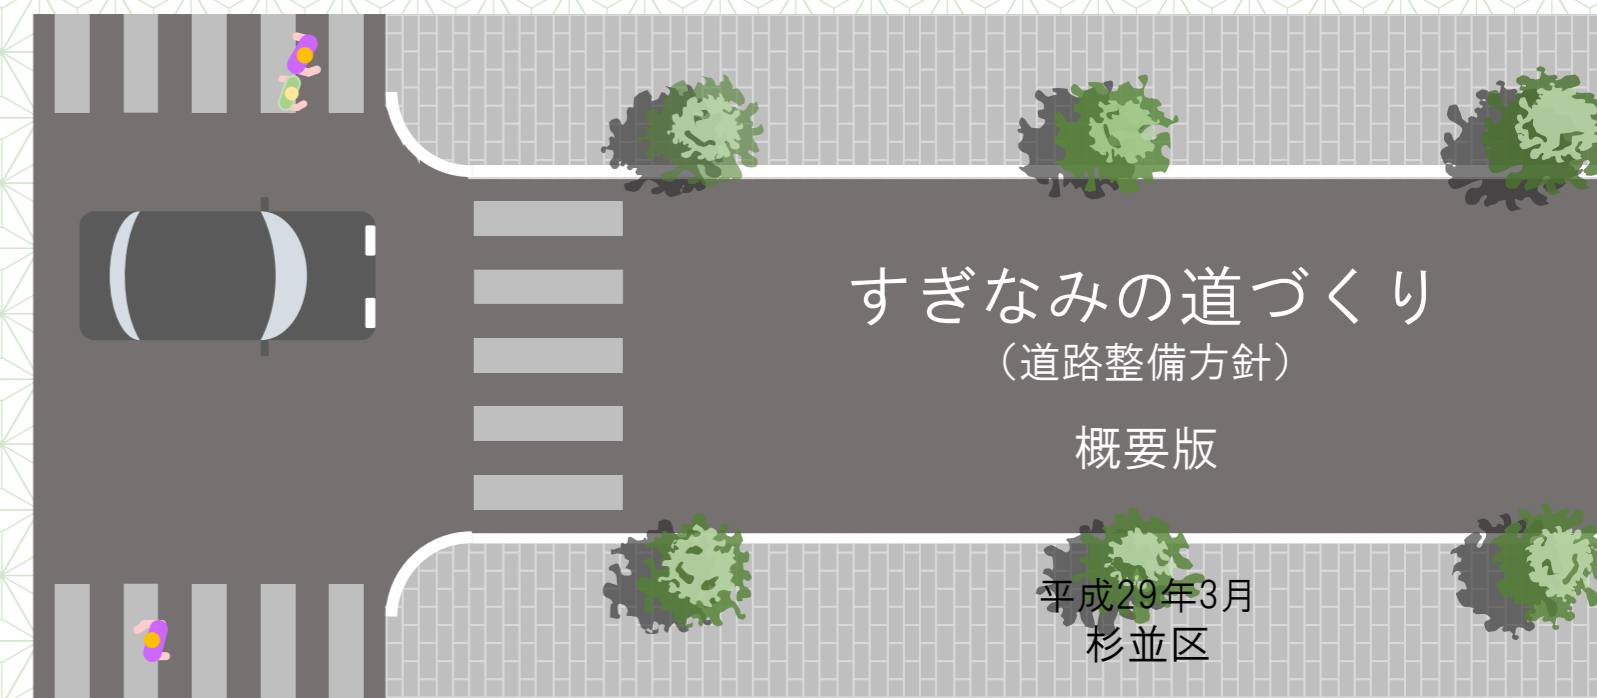 すぎなみの道づくり
（道路整備方針）
概要版
平成29年3月
杉並区